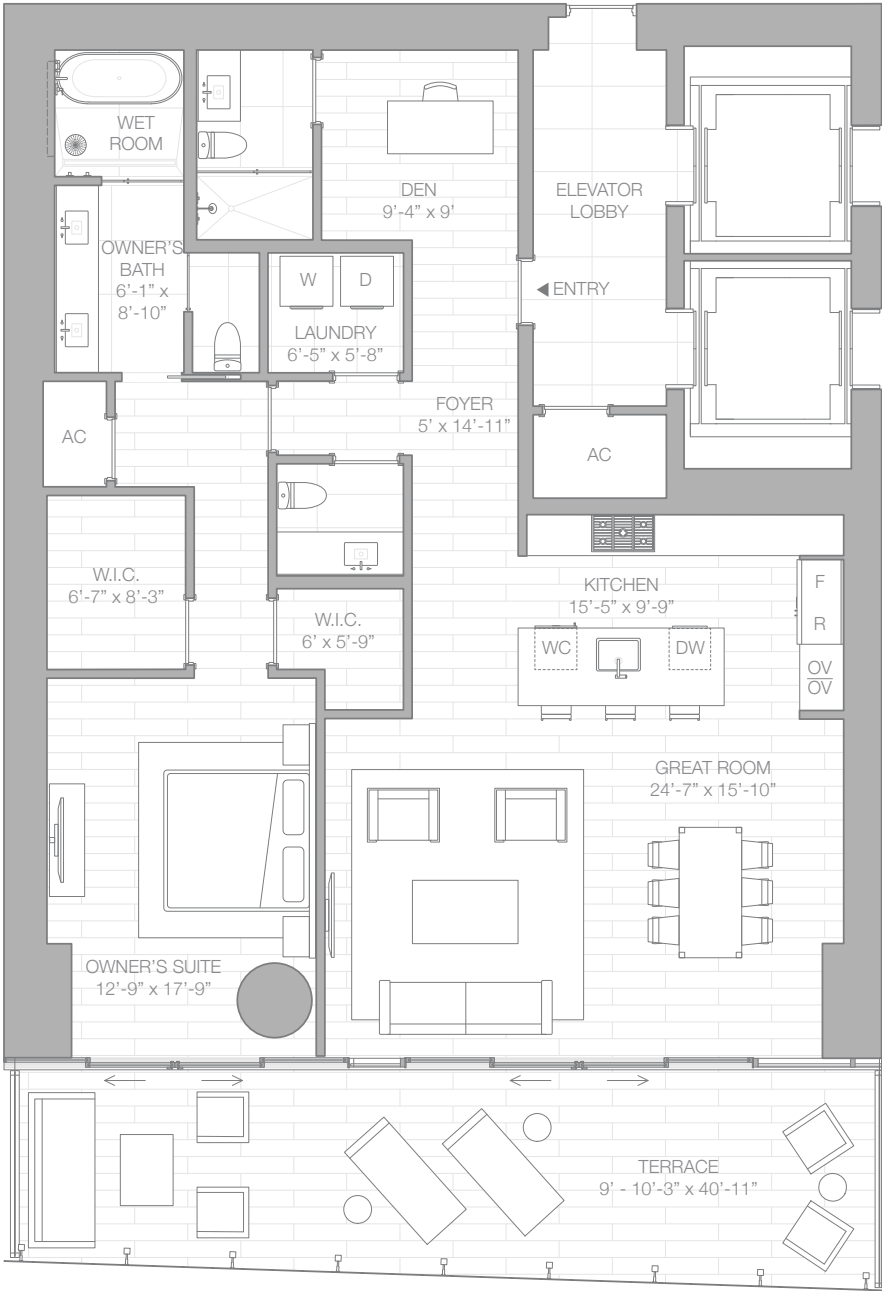 WET
ROOM
DEN
9'-4" x 9'
ELEVATOR
LOBBY
OWNER'S
BATH
6'-1" x
8'-10"
W
D
LAUNDRY
6'-5" x 5'-8"
◀ ENTRY
FOYER
5' x 14'-11"
AC
AC
W.I.C.
6'-7" x 8'-3"
W.I.C.
6' x 5'-9"
KITCHEN
15'-5" x 9'-9"
F
R
WC
DW
OV
OV
GREAT ROOM
24'-7" x 15'-10"
OWNER'S SUITE
12'-9" x 17'-9"
TERRACE
9' - 10'-3" x 40'-11"